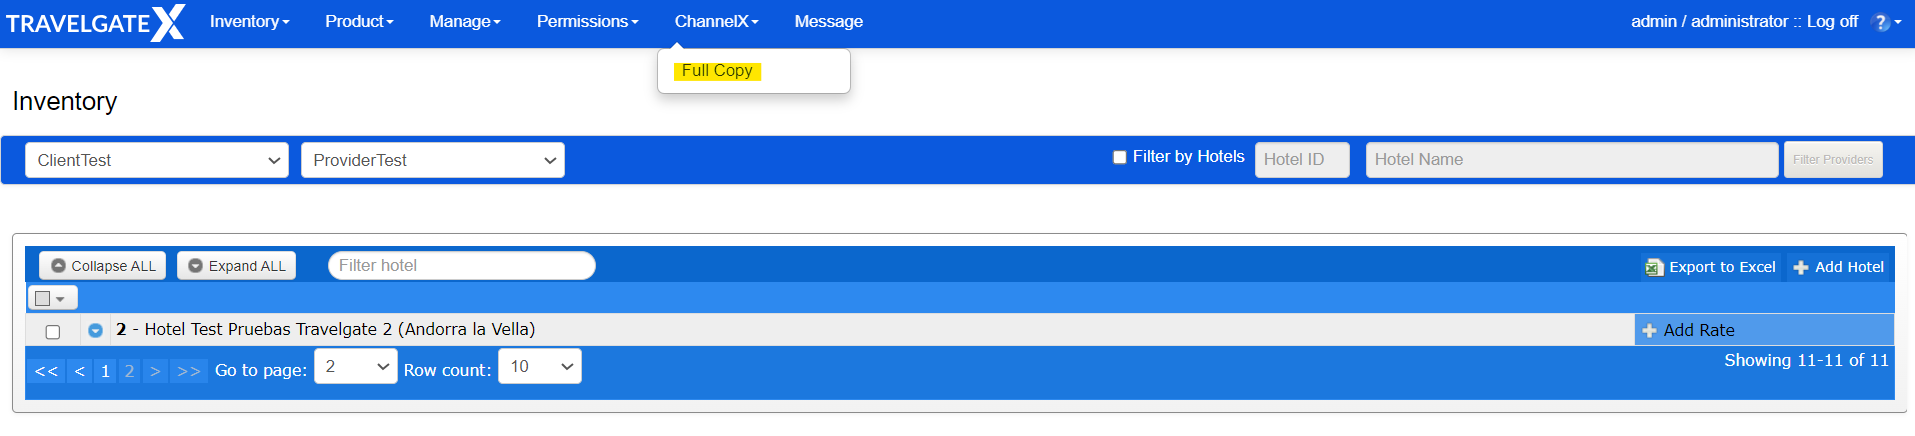 TRAVELGATEX Inventory Product Manage Permissions ChannelX Message admin / administrator :: Log off ?
Full Copy
Inventory
ClientTest ProviderTest Filter by Hotels Hotel ID Hotel Name Filter Providers
Collapse ALL Expand ALL Filter hotel Export to Excel Add Hotel
2 - Hotel Test Pruebas Travelgate 2 (Andorra la Vella) Add Rate
<< < 1 2 > >> Go to page: 2 Row count: 10 Showing 11-11 of 11